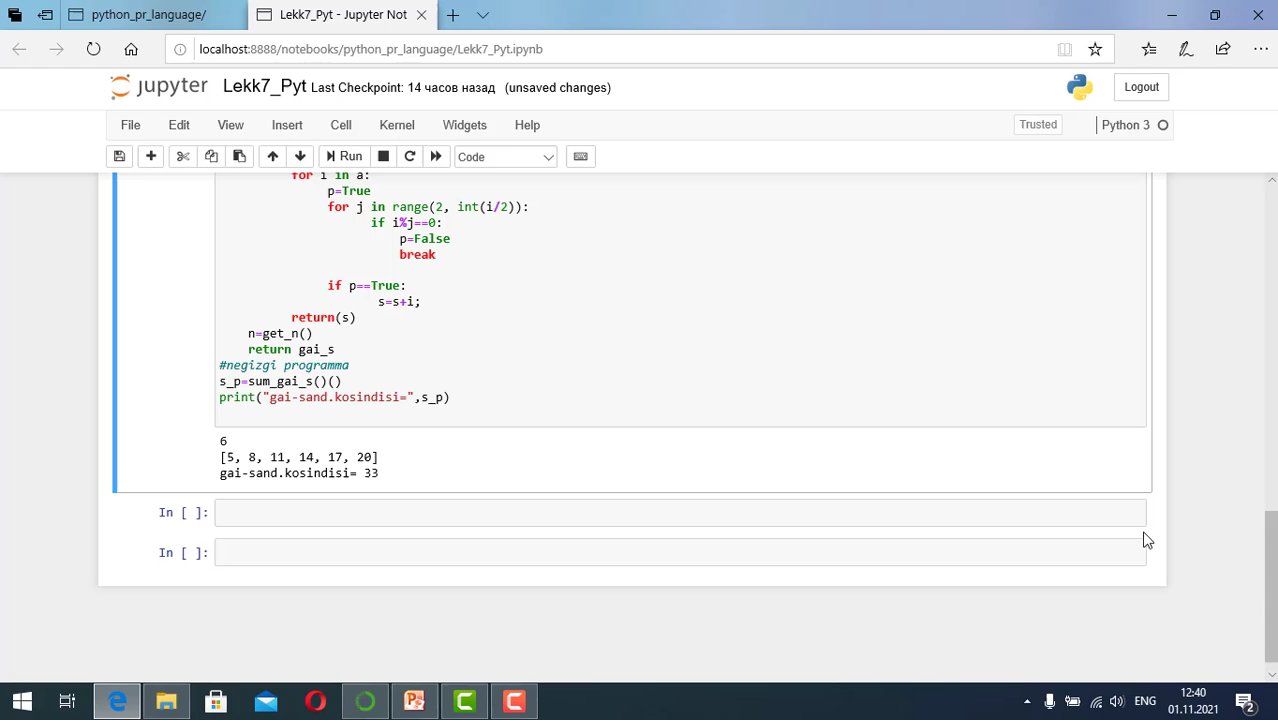 python_pr_language/
Lekk7_Pyt - Jupyter Not
localhost:8888/notebooks/python_pr_language/Lekk7_Pyt.ipynb
jupyter Lekk7_Pyt Last Checkpoint: 14 часов назад (unsaved changes)
Logout
File Edit View Insert Cell Kernel Widgets Help
Trusted
Python 3
Run
Code
for i in a:
p=True
for j in range(2, int(i/2)):
if i%j==0:
p=False
break
if p==True:
s=s+i;
return(s)
n=get_n()
return gai_s
#negizgi programma
s_p=sum_gai_s()()
print("gai-sand.kosindisi=",s_p)
6
[5, 8, 11, 14, 17, 20]
gai-sand.kosindisi= 33
In [ ]:
In [ ]:
ENG
12:40
01.11.2021
2